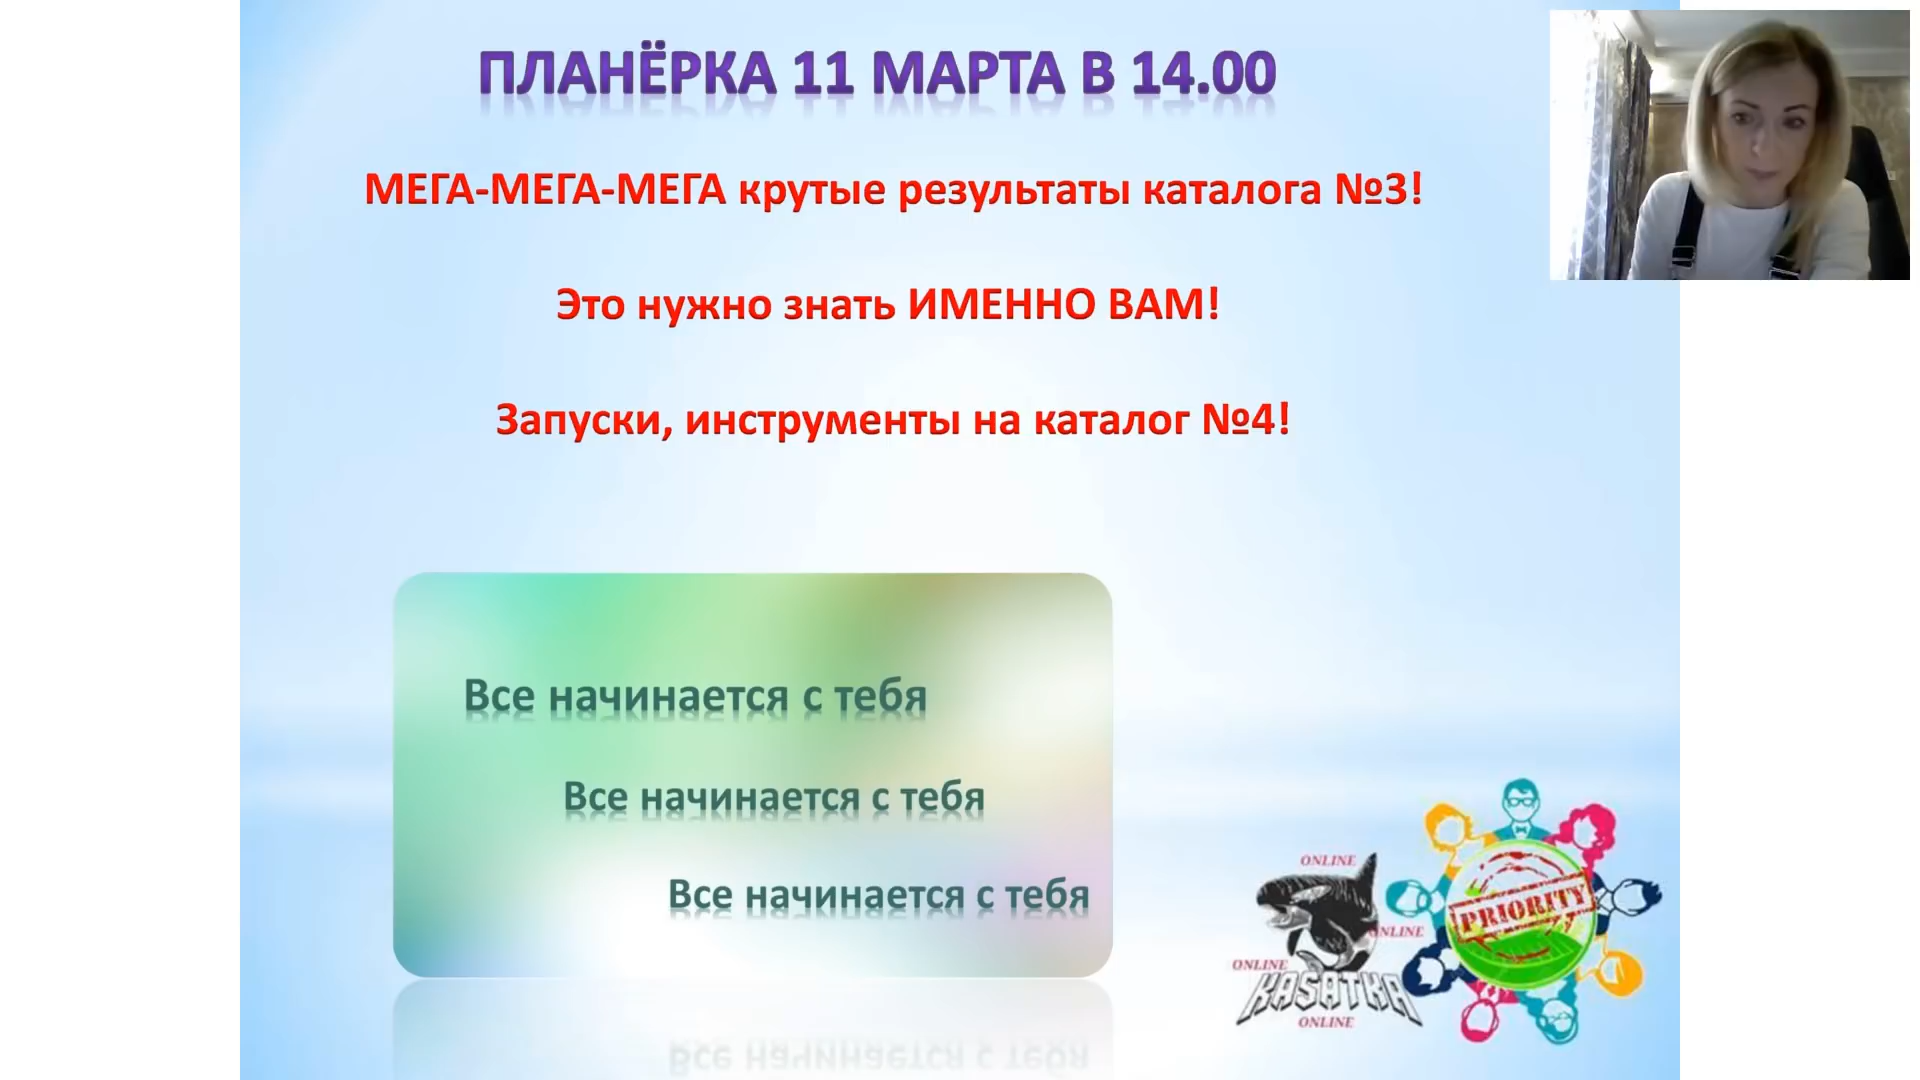 ПЛАНЁРКА 11 МАРТА В 14.00
МЕГА-МЕГА-МЕГА крутые результаты каталога №3!
Это нужно знать ИМЕННО ВАМ!
Запуски, инструменты на каталог №4!
Все начинается с тебя
Все начинается с тебя
Все начинается с тебя
ONLINE
PRIORITY
ONLINE
ONLINE
KASATKA
ONLINE